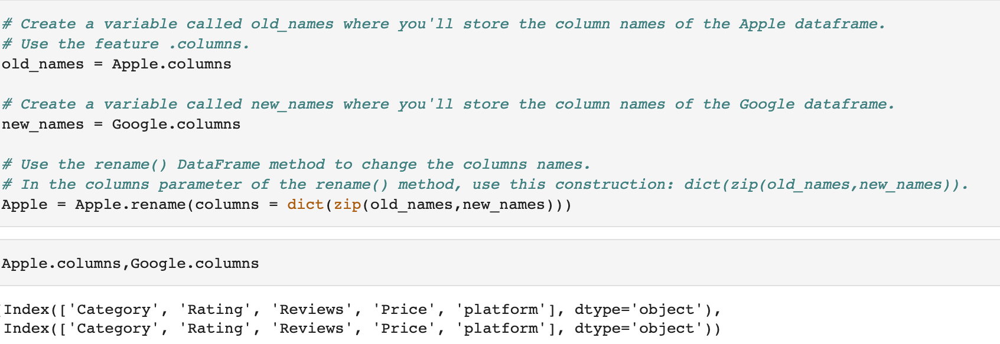 # Create a variable called old_names where you'll store the column names of the Apple dataframe.
# Use the feature .columns.
old_names = Apple.columns
# Create a variable called new_names where you'll store the column names of the Google dataframe.
new_names = Google.columns
# Use the rename() DataFrame method to change the columns names.
# In the columns parameter of the rename() method, use this construction: dict(zip(old_names,new_names)).
Apple = Apple.rename(columns = dict(zip(old_names,new_names)))
Apple.columns,Google.columns
(Index(['Category', 'Rating', 'Reviews', 'Price', 'platform'], dtype='object'),
Index(['Category', 'Rating', 'Reviews', 'Price', 'platform'], dtype='object'))